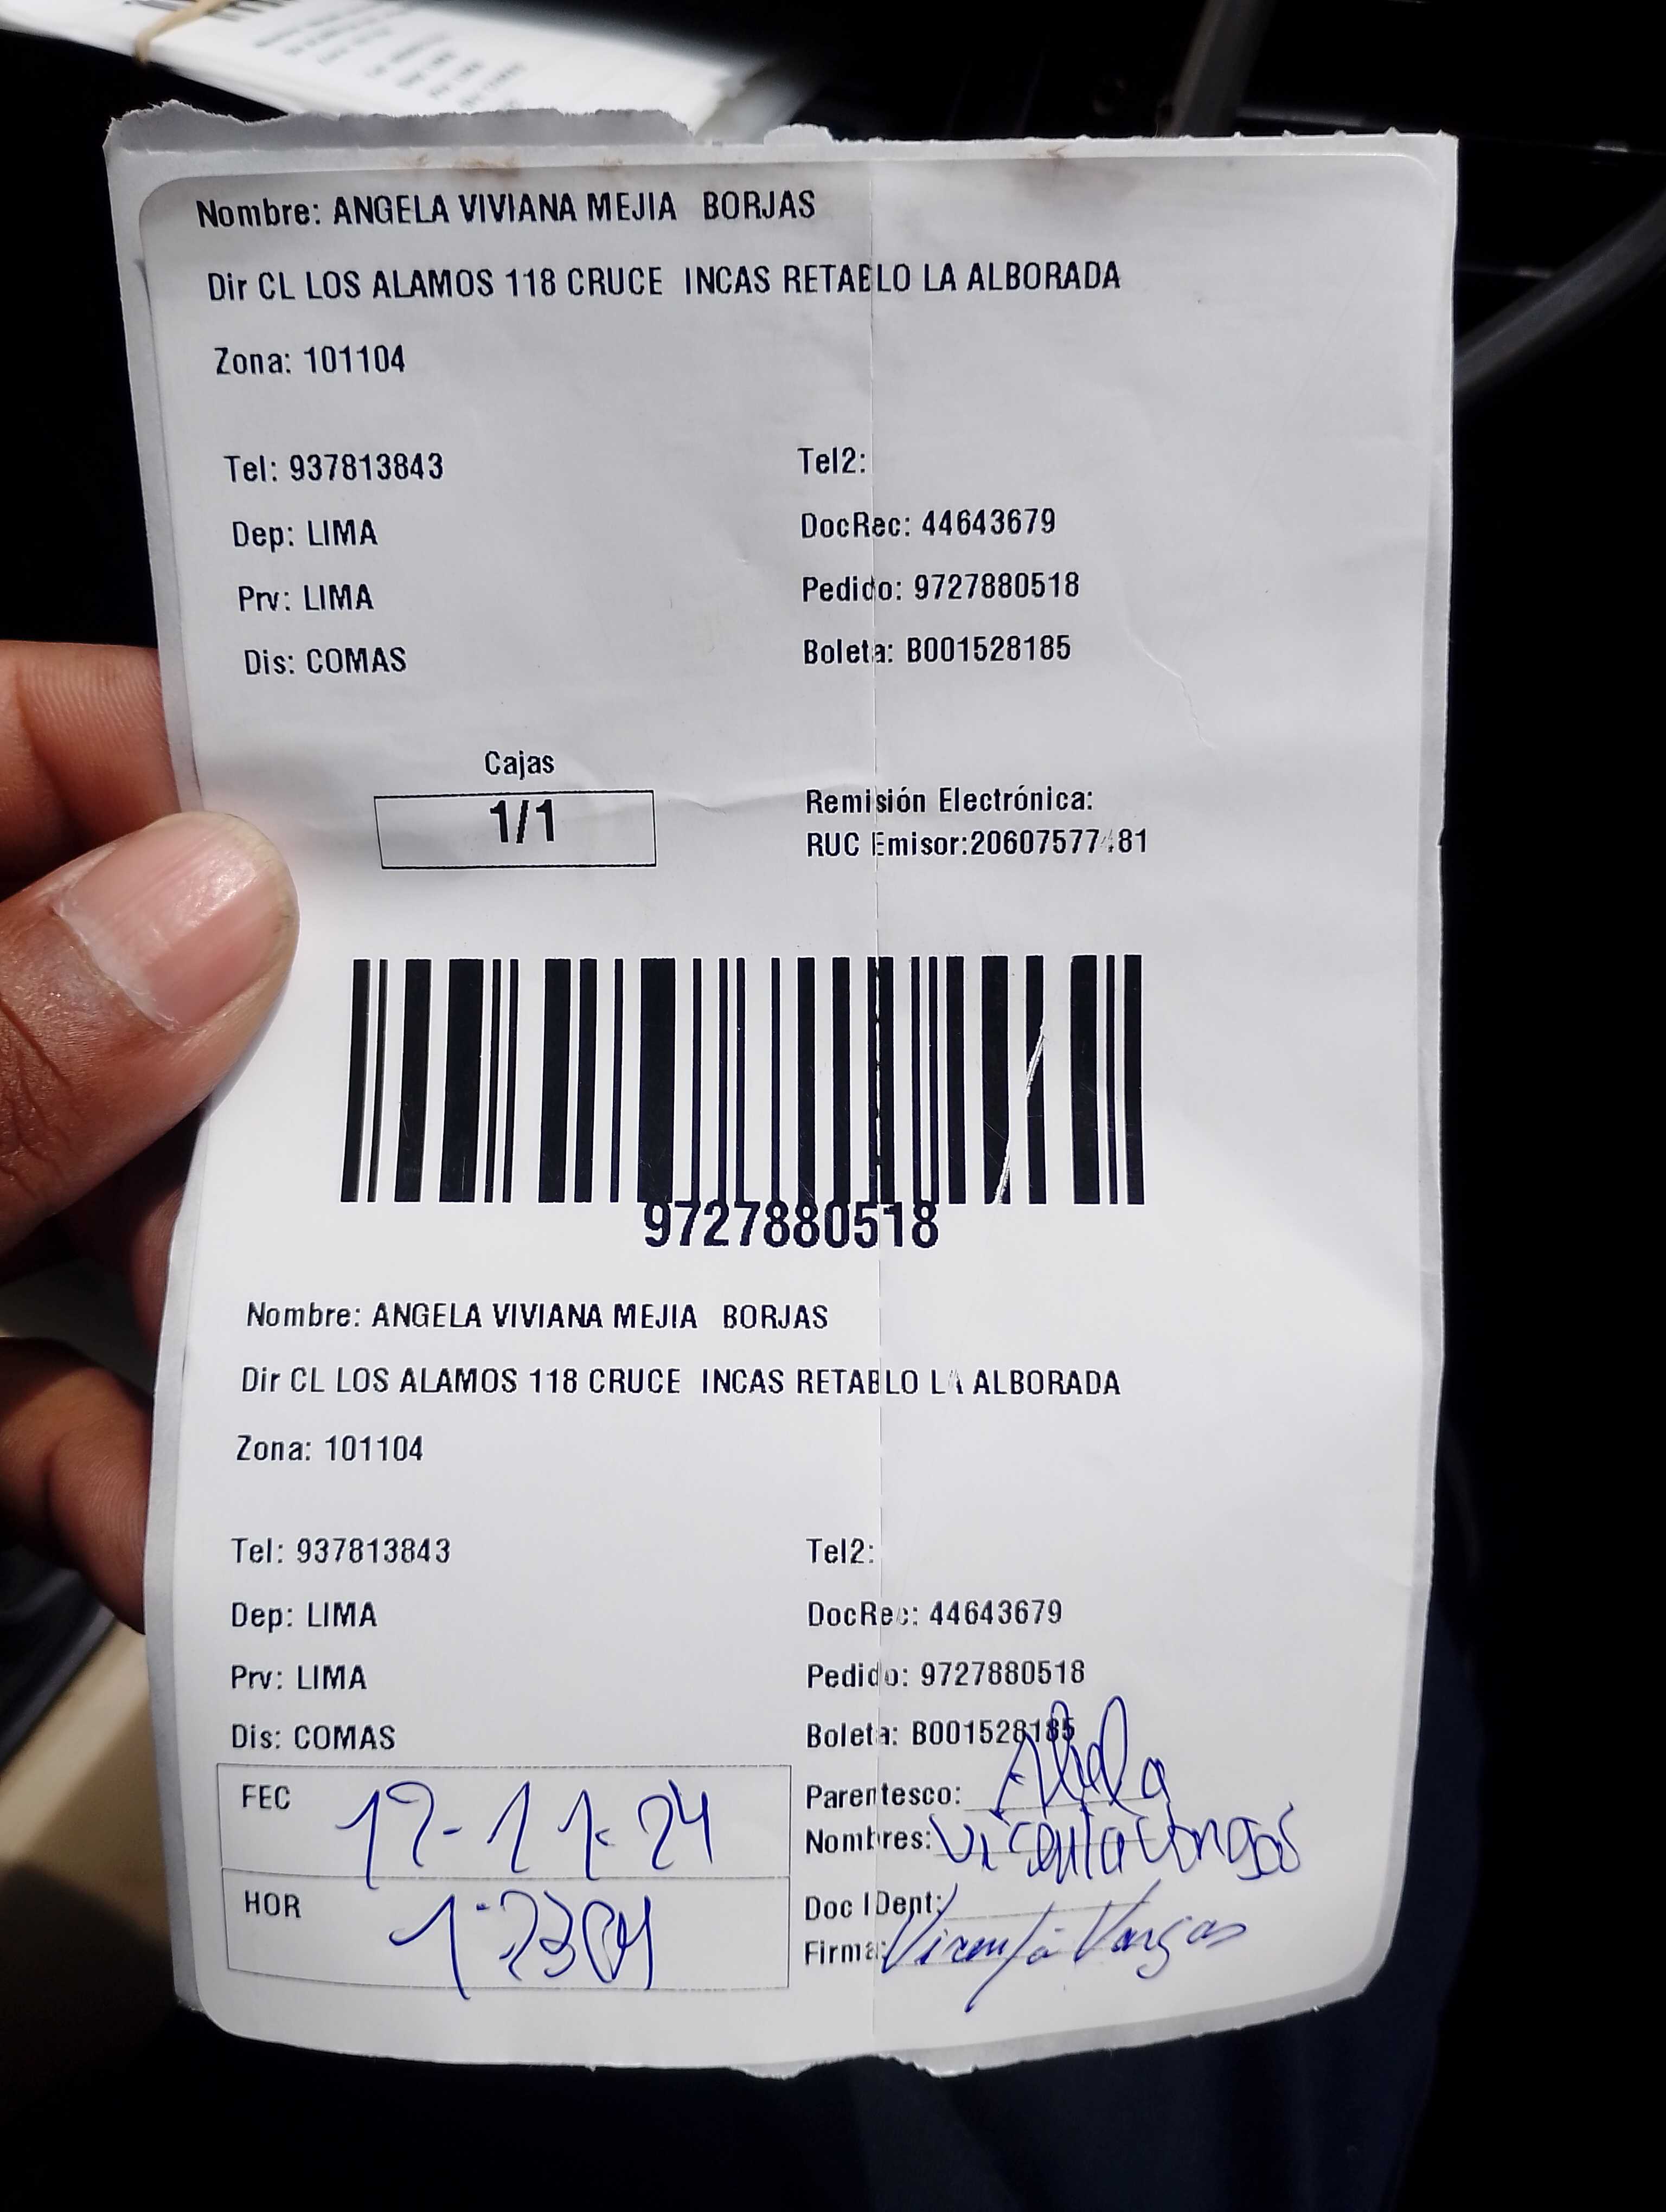 Nombre: ANGELA VIVIANA MEJIA BORJAS
Dir CL LOS ALAMOS 118 CRUCE INCAS RETABLO LA ALBORADA
Zona: 101104
Tel: 937813843 Tel2:
Dep: LIMA DocRec: 44643679
Prv: LIMA Pedido: 9727880518
Dis: COMAS Boleta: B001528185
Cajas
1/1
Remisión Electrónica:
RUC Emisor:20607577481
9727880518
Nombre: ANGELA VIVIANA MEJIA BORJAS
Dir CL LOS ALAMOS 118 CRUCE INCAS RETABLO LA ALBORADA
Zona: 101104
Tel: 937813843 Tel2:
Dep: LIMA DocRec: 44643679
Prv: LIMA Pedido: 9727880518
Dis: COMAS Boleta: B001528185
FEC
Parentesco:
Nombres:
HOR
Doc IDent:
Firma: Vicenta Vargas